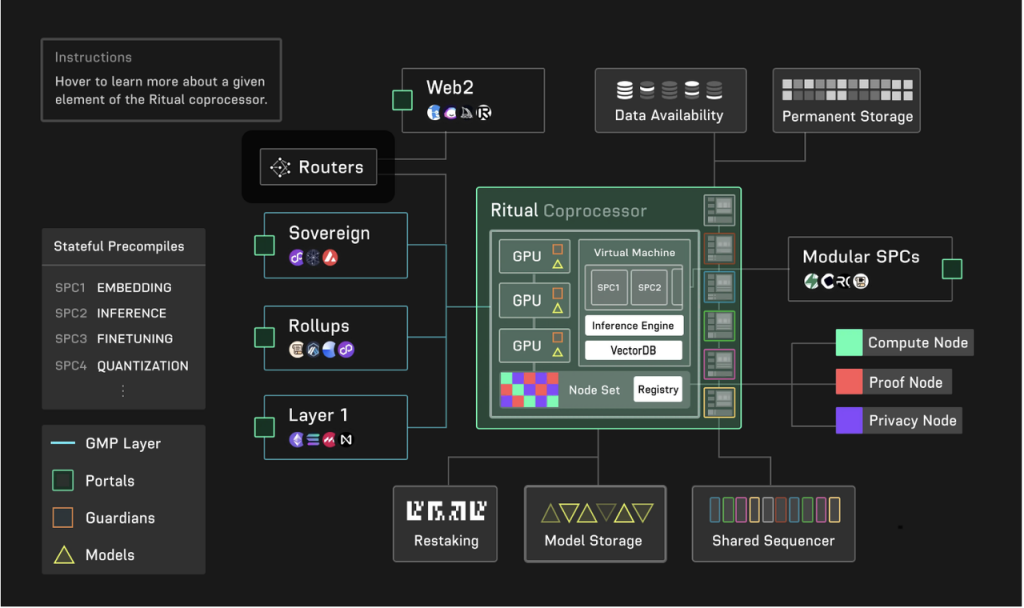 Instructions
Hover to learn more about a given
element of the Ritual coprocessor.
Web2
Data Availability
Permanent Storage
Routers
Sovereign
Rollups
Layer 1
Stateful Precompiles
SPC1 EMBEDDING
SPC2 INFERENCE
SPC3 FINETUNING
SPC4 QUANTIZATION
GMP Layer
Portals
Guardians
Models
Ritual Coprocessor
GPU
GPU
GPU
Virtual Machine
SPC1 SPC2
Inference Engine
VectorDB
Node Set
Registry
Modular SPCs
Compute Node
Proof Node
Privacy Node
Restaking
Model Storage
Shared Sequencer